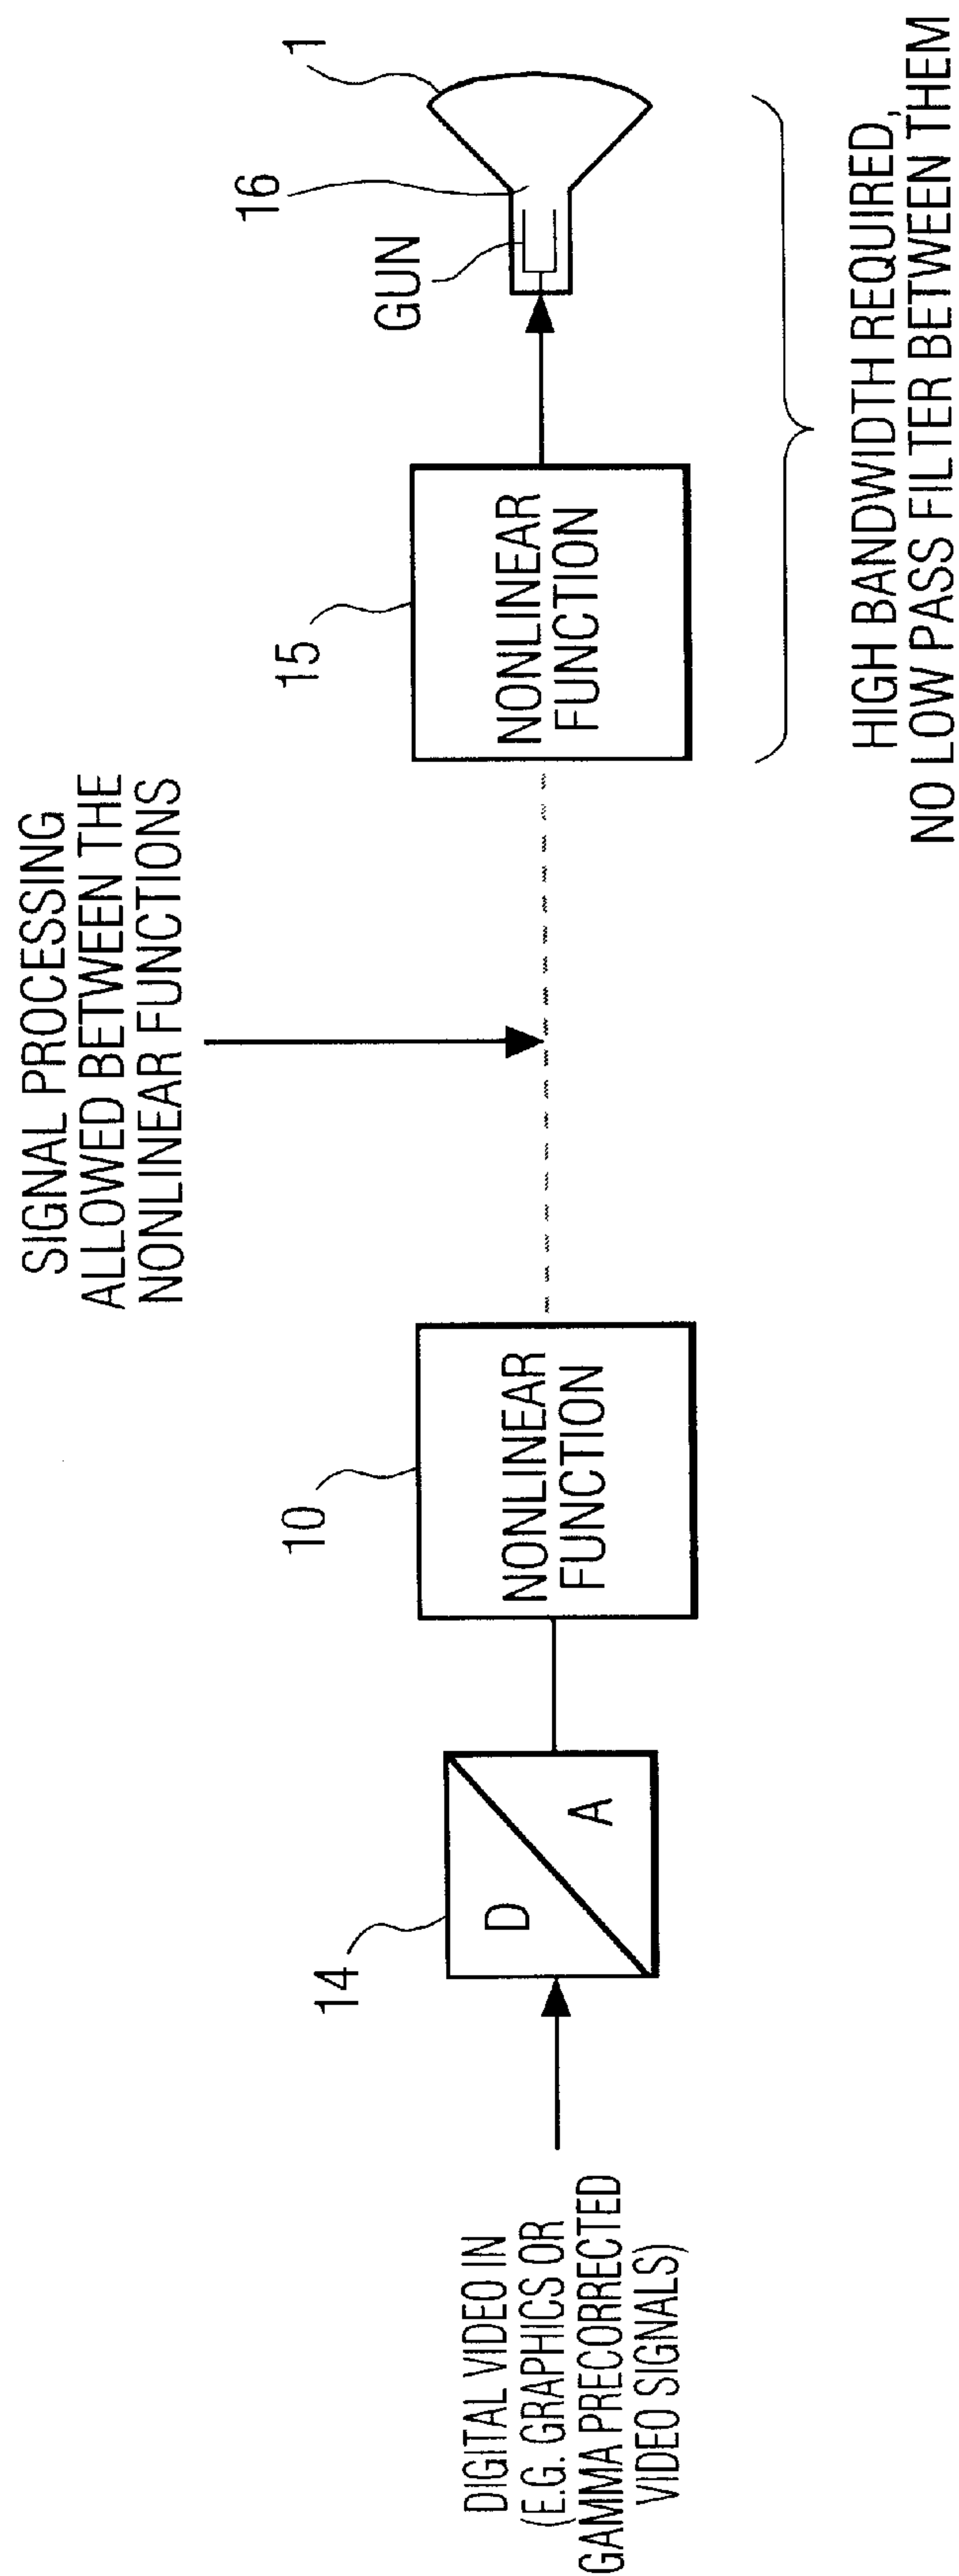 DIGITAL VIDEO IN
(E.G. GRAPHICS OR
GAMMA PRECORRECTED
VIDEO SIGNALS)
14
D
A
10
NONLINEAR
FUNCTION
SIGNAL PROCESSING
ALLOWED BETWEEN THE
NONLINEAR FUNCTIONS
15
NONLINEAR
FUNCTION
GUN
16
1
HIGH BANDWIDTH REQUIRED,
NO LOW PASS FILTER BETWEEN THEM